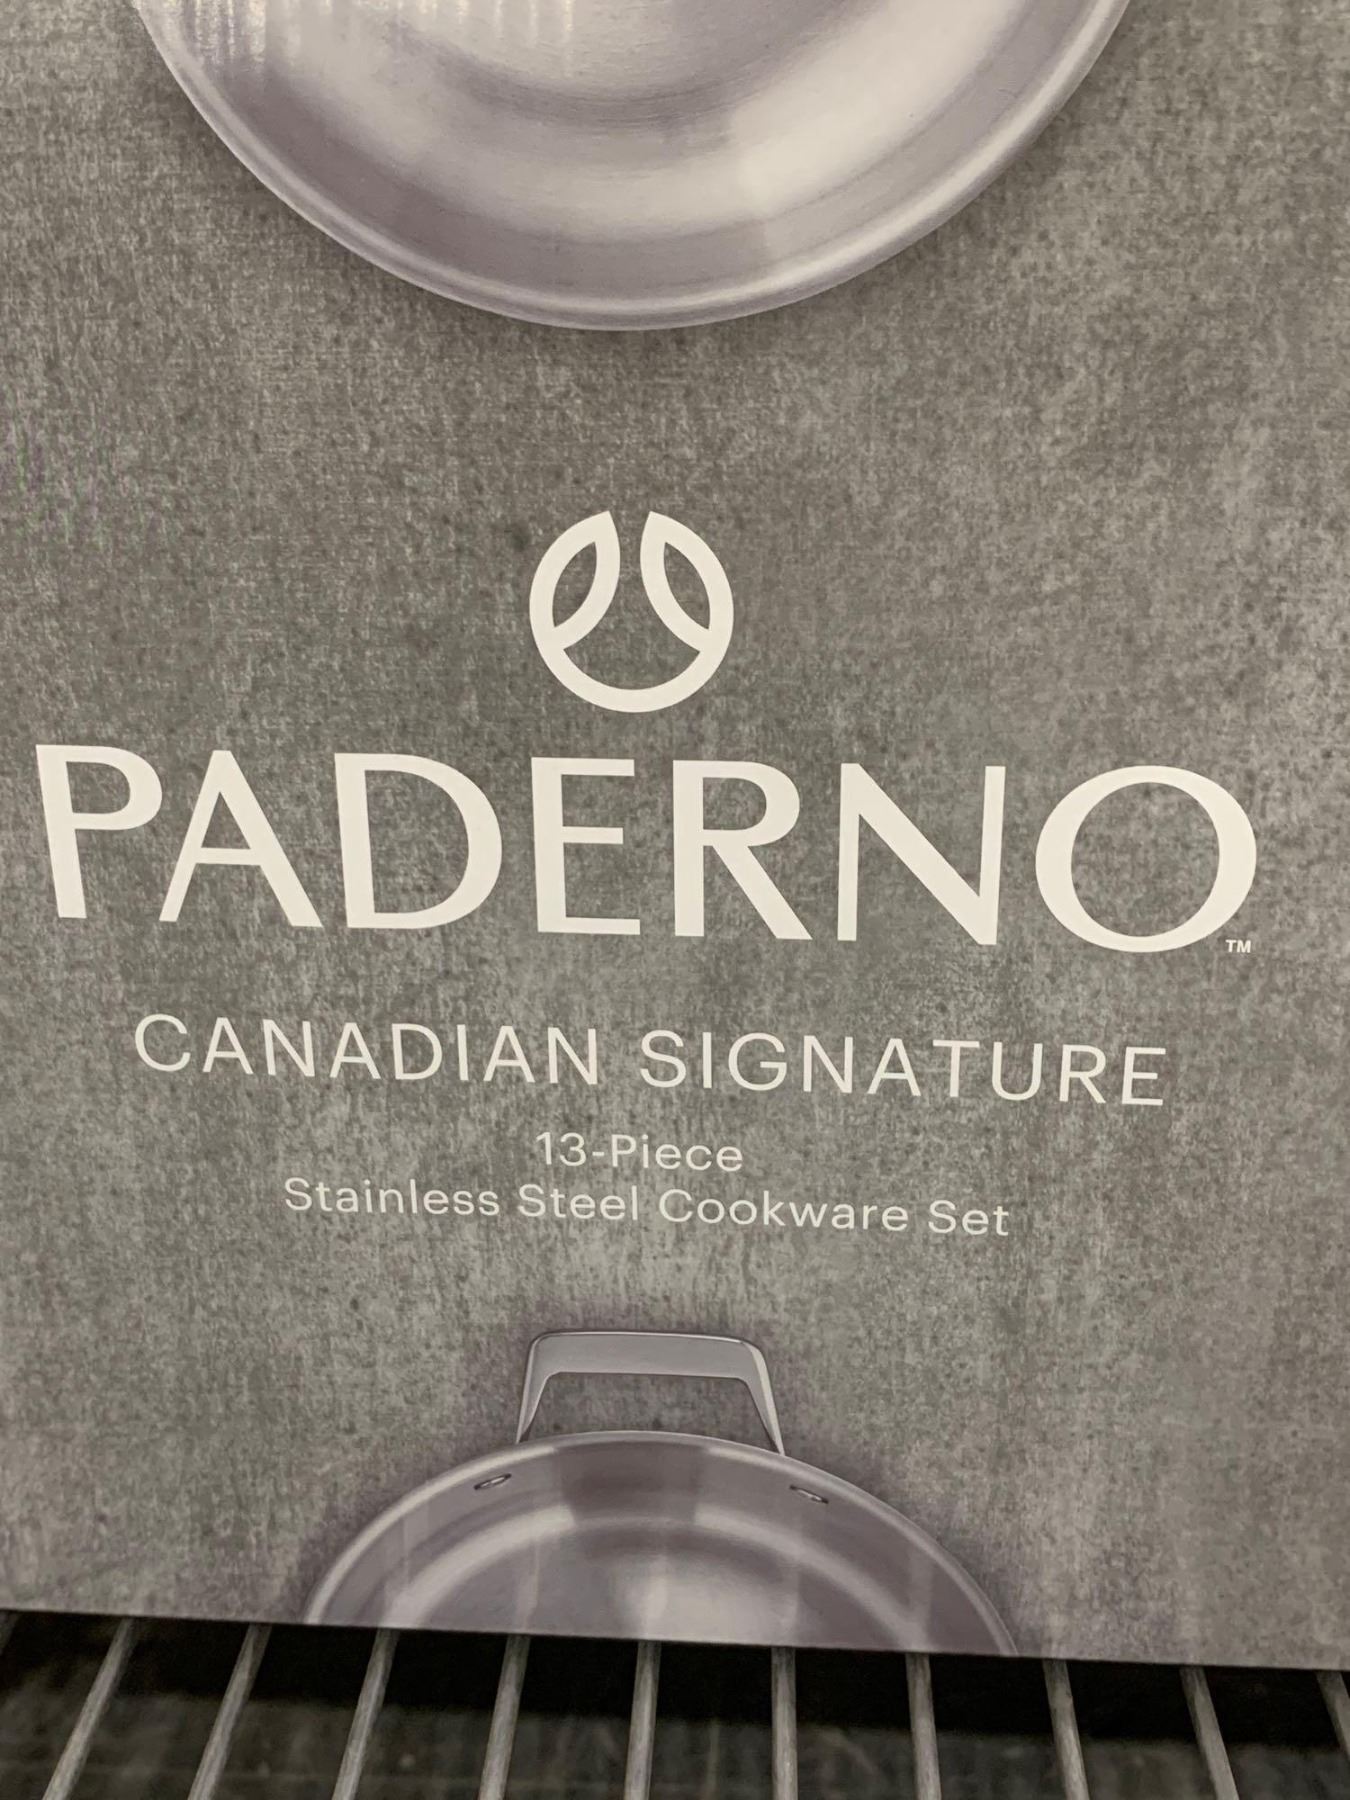 PADERNO™
CANADIAN SIGNATURE
13-Piece
Stainless Steel Cookware Set